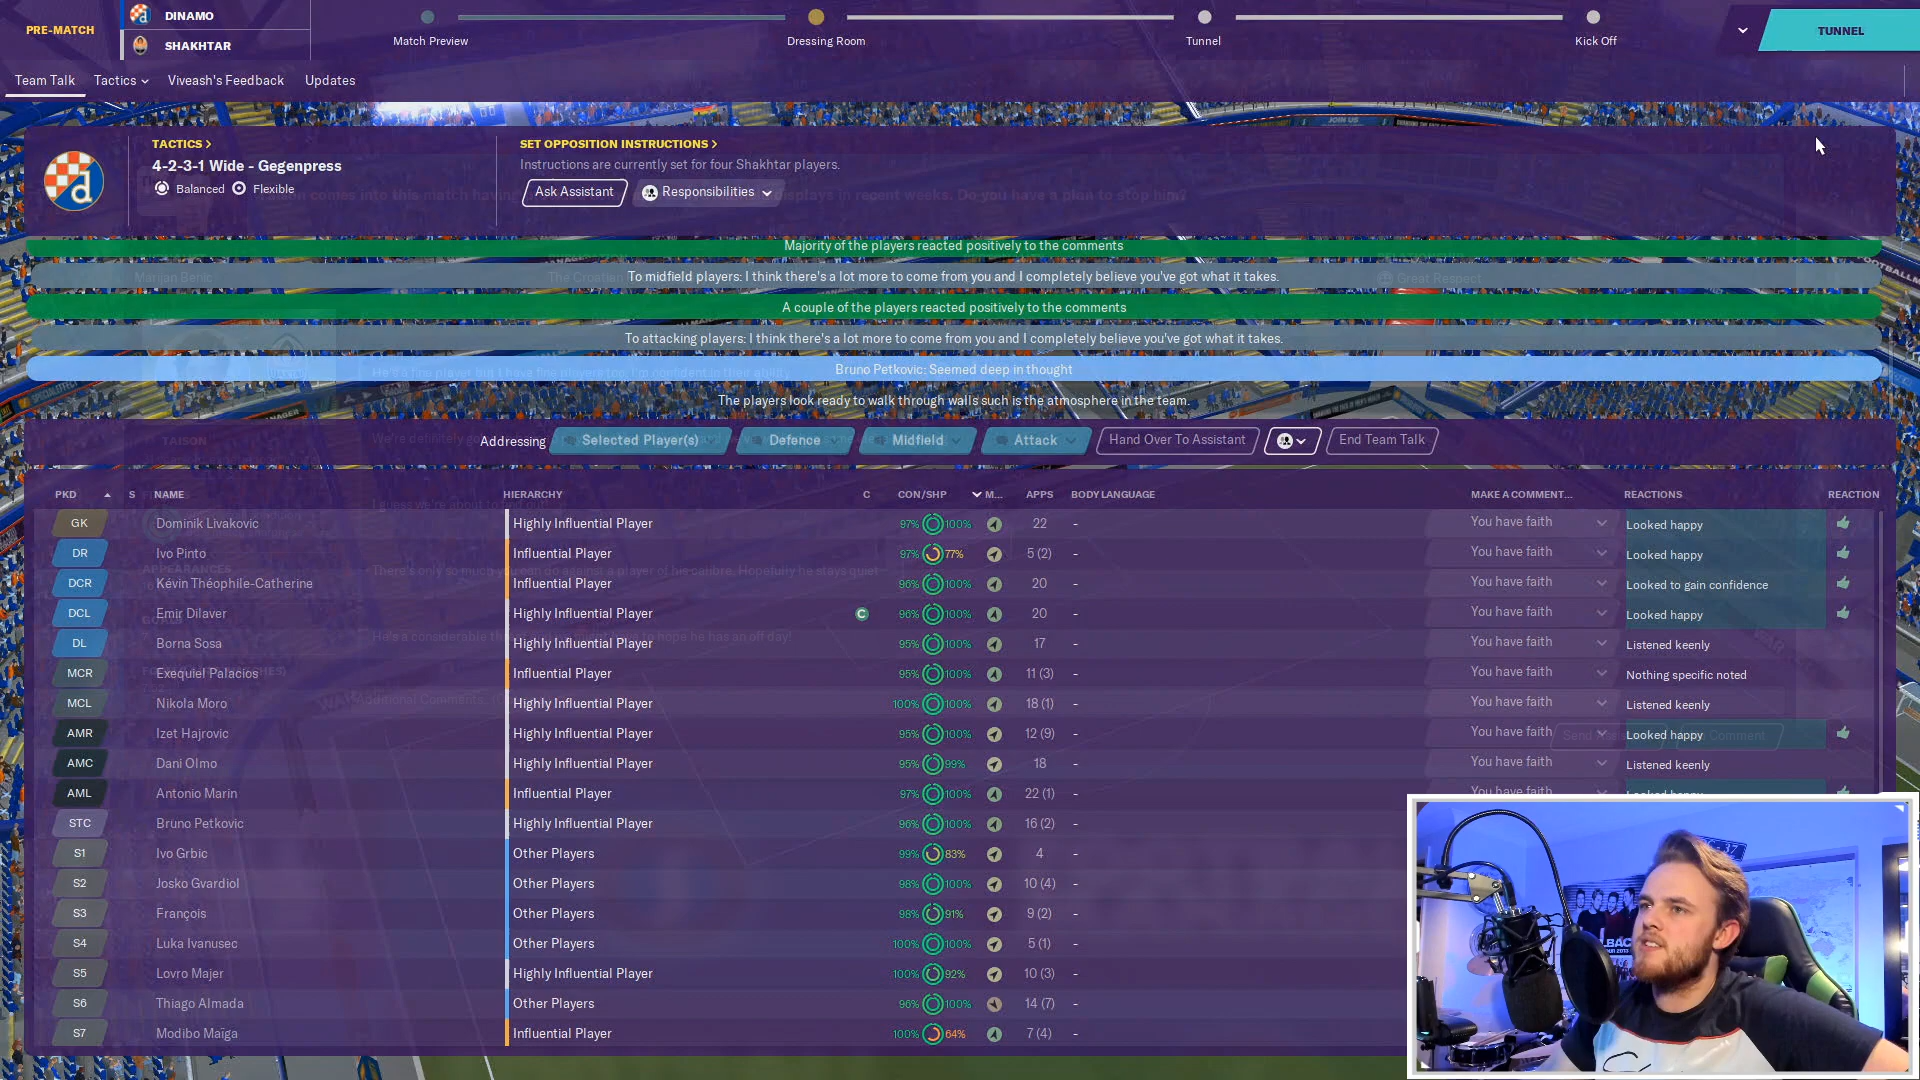 PRE-MATCH
DINAMO
SHAKHTAR
Match Preview
Dressing Room
Tunnel
Kick Off
TUNNEL
Team Talk
Tactics
Viveash's Feedback
Updates
TACTICS >
4-2-3-1 Wide - Gegenpress
Balanced
Flexible
SET OPPOSITION INSTRUCTIONS >
Instructions are currently set for four Shakhtar players.
Ask Assistant
Responsibilities
Majority of the players reacted positively to the comments
To midfield players: I think there's a lot more to come from you and I completely believe you've got what it takes.
A couple of the players reacted positively to the comments
To attacking players: I think there's a lot more to come from you and I completely believe you've got what it takes.
Bruno Petkovic: Seemed deep in thought
The players look ready to walk through walls such is the atmosphere in the team.
Addressing
Selected Player(s)
Defence
Midfield
Attack
Hand Over To Assistant
End Team Talk
PKD S NAME HIERARCHY C CON/SHP M... APPS BODY LANGUAGE MAKE A COMMENT... REACTIONS REACTION
GK Dominik Livakovic Highly Influential Player 97% 100% 22 - You have faith Looked happy
DR Ivo Pinto Influential Player 97% 77% 5 (2) - You have faith Looked happy
DCR Kévin Théophile-Catherine Influential Player 96% 100% 20 - You have faith Looked to gain confidence
DCL Emir Dilaver Highly Influential Player C 96% 100% 20 - You have faith Looked happy
DL Borna Sosa Highly Influential Player 95% 100% 17 - You have faith Listened keenly
MCR Exequiel Palacios Influential Player 95% 100% 11 (3) - You have faith Nothing specific noted
MCL Nikola Moro Highly Influential Player 100% 100% 18 (1) - You have faith Listened keenly
AMR Izet Hajrovic Highly Influential Player 95% 100% 12 (9) - You have faith Looked happy
AMC Dani Olmo Highly Influential Player 95% 99% 18 - You have faith Listened keenly
AML Antonio Marin Influential Player 97% 100% 22 (1) - You have faith Looked happy
STC Bruno Petkovic Highly Influential Player 96% 100% 16 (2) -
S1 Ivo Grbic Other Players 99% 83% 4 -
S2 Josko Gvardiol Other Players 98% 100% 10 (4) -
S3 François Other Players 98% 91% 9 (2) -
S4 Luka Ivanusec Other Players 100% 100% 5 (1) -
S5 Lovro Majer Highly Influential Player 100% 92% 10 (3) -
S6 Thiago Almada Other Players 96% 100% 14 (7) -
S7 Modibo Maïga Influential Player 100% 64% 7 (4) -